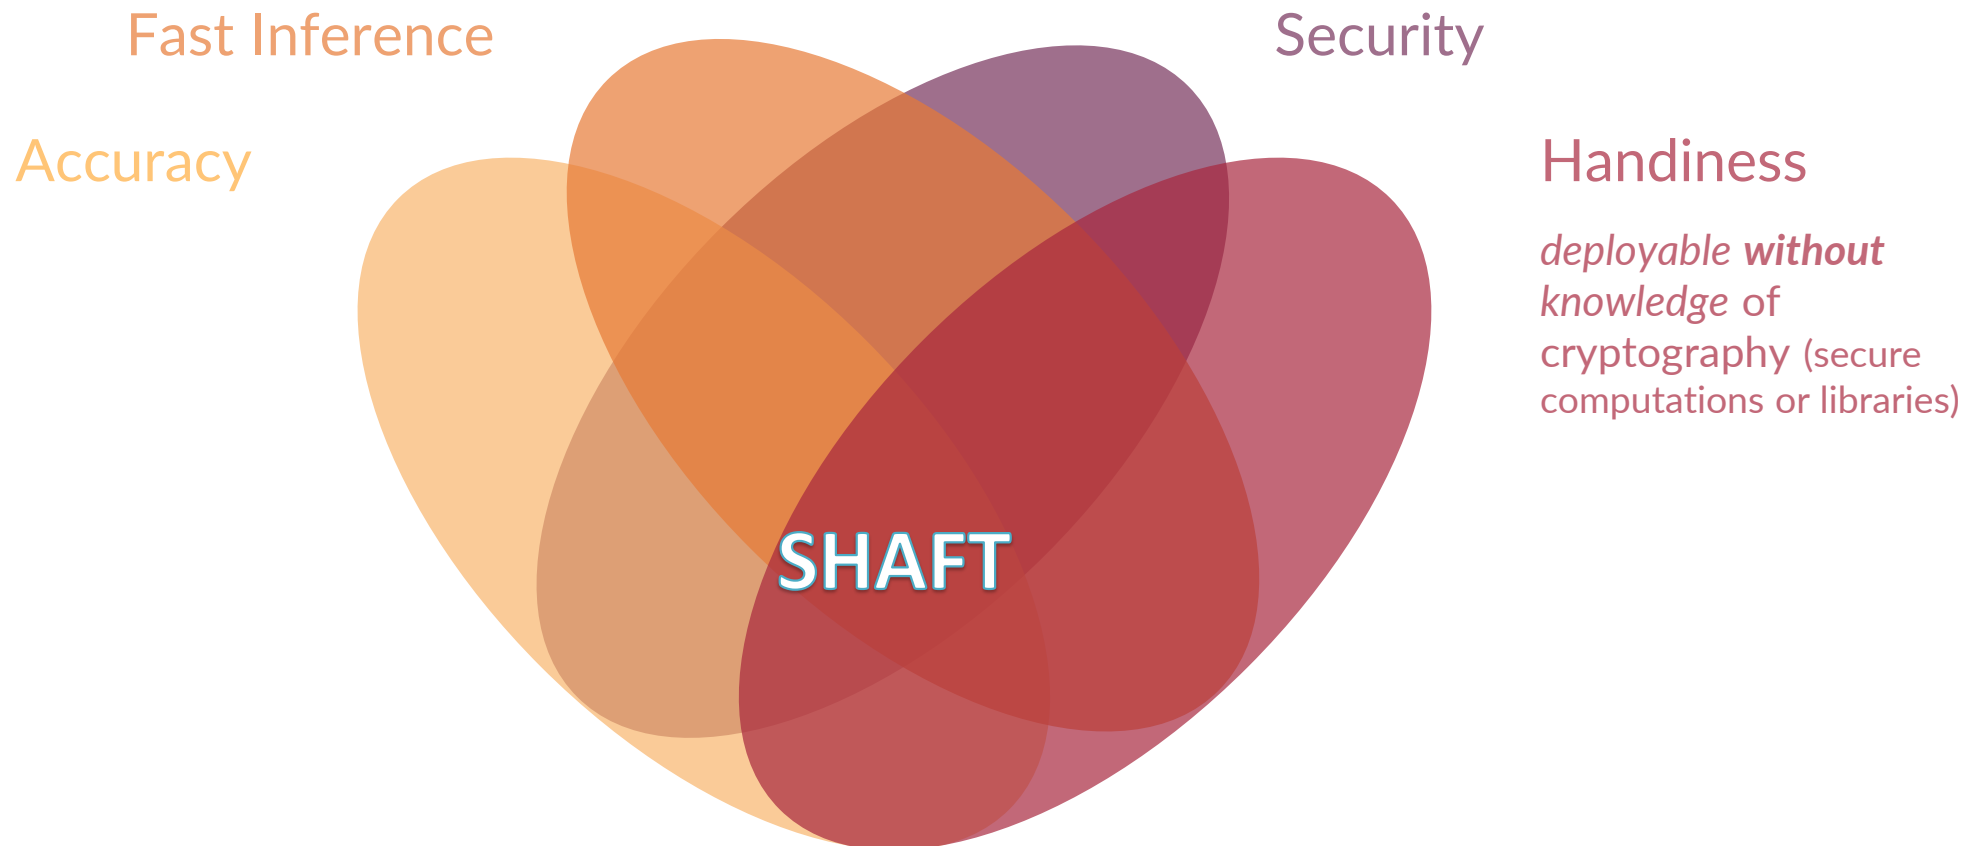 Fast Inference
Security
Accuracy
Handiness
deployable without
knowledge of
cryptography (secure
computations or libraries)
SHAFT